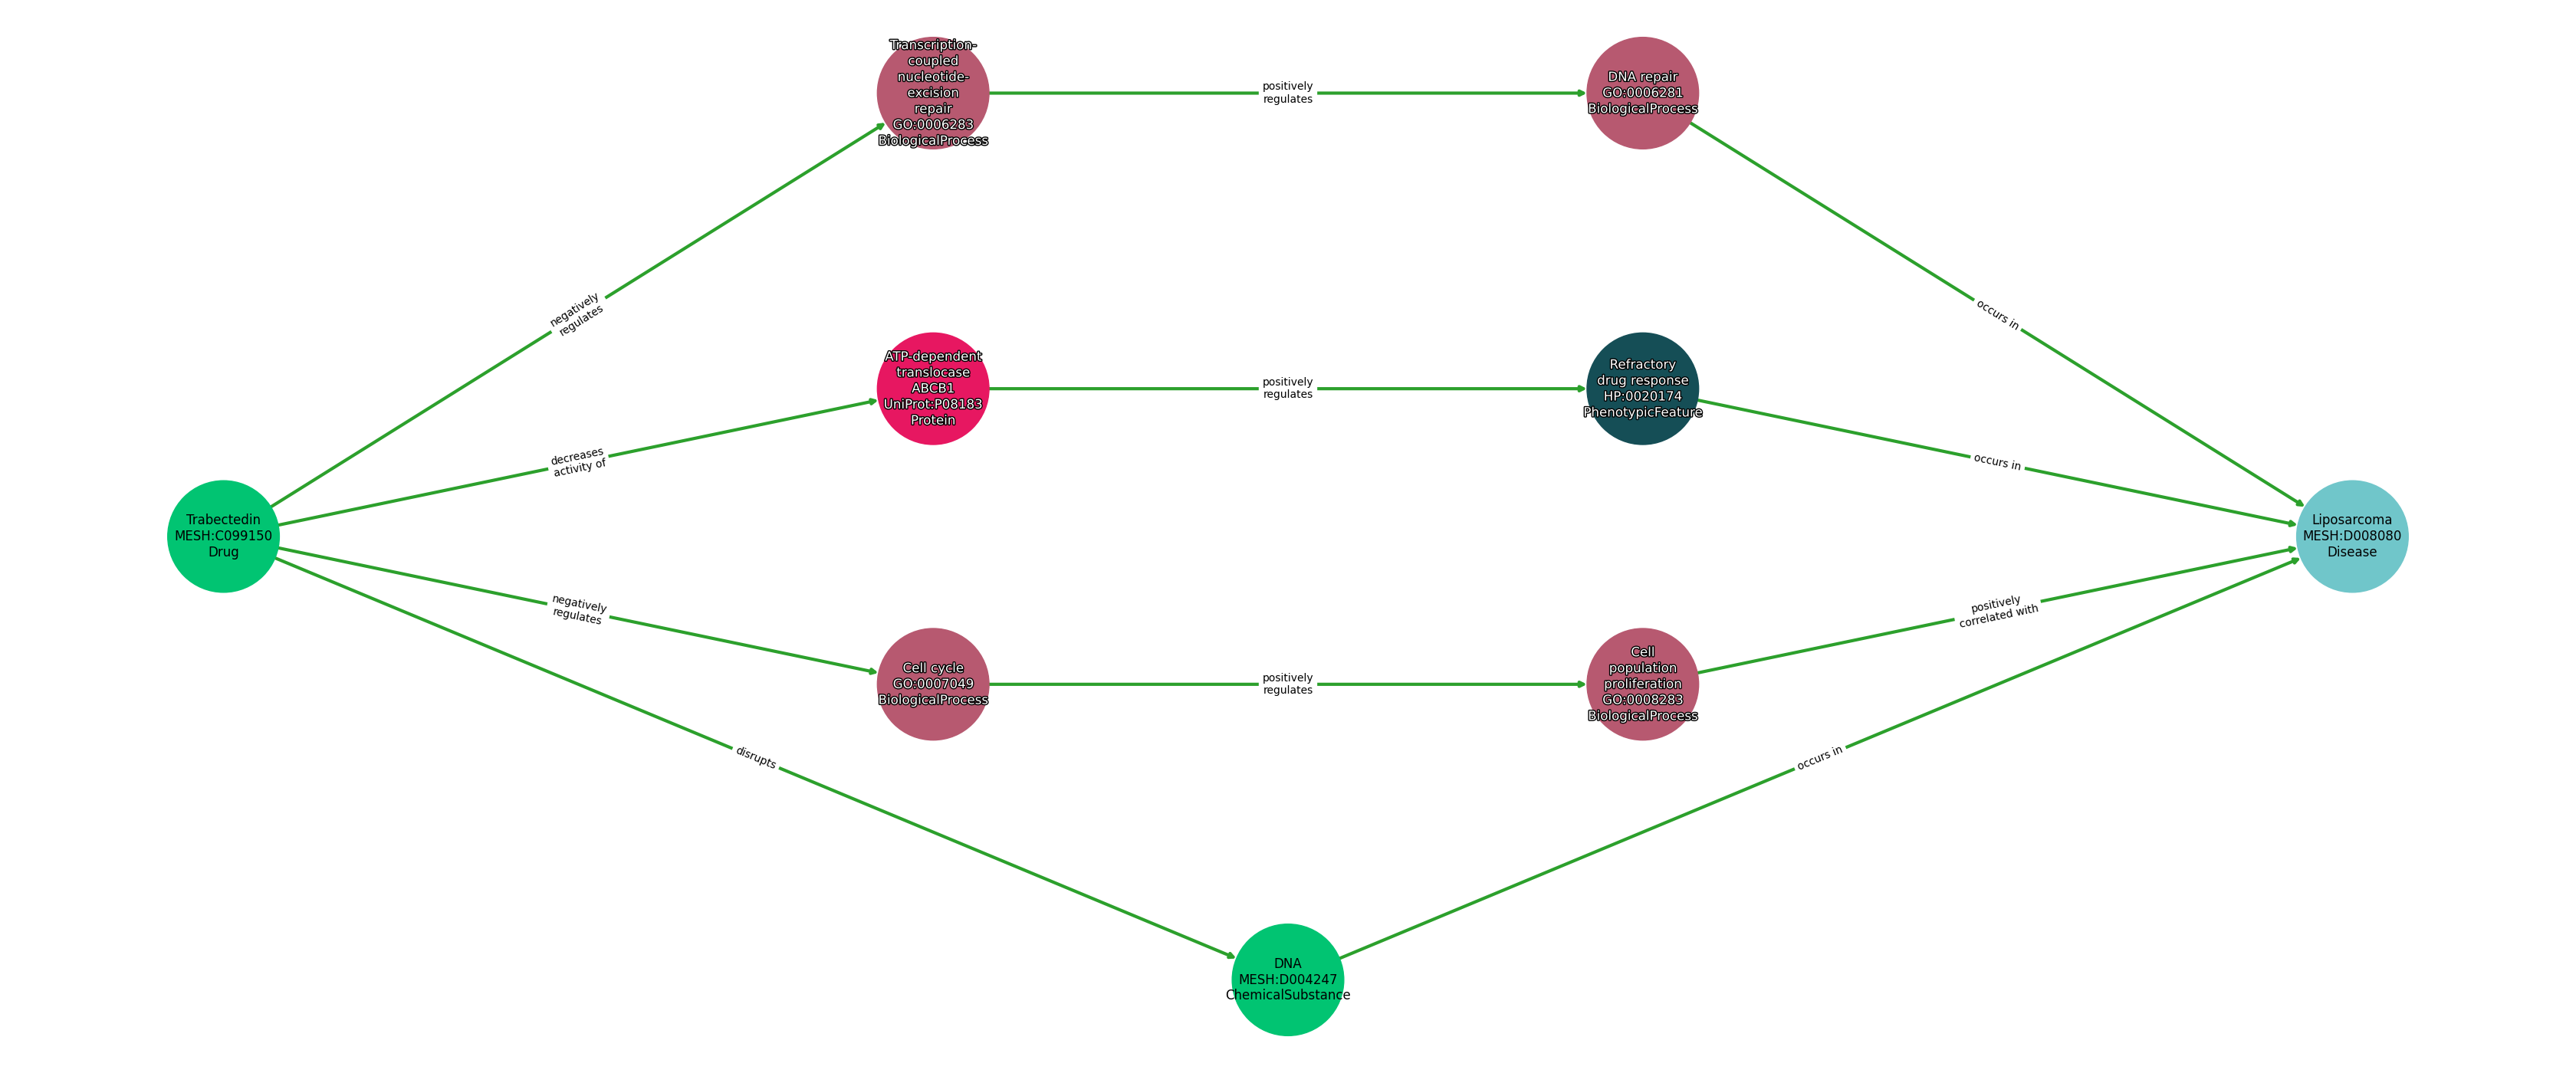 Transcription-
coupled
nucleotide-
excision
repair
GO:0006283
BiologicalProcess
positively
regulates
DNA repair
GO:0006281
BiologicalProcess
negatively
regulates
occurs in
ATP-dependent
translocase
ABCB1
UniProt:P08183
Protein
positively
regulates
Refractory
drug response
HP:0020174
PhenotypicFeature
decreases
activity of
occurs in
Trabectedin
MESH:C099150
Drug
Liposarcoma
MESH:D008080
Disease
negatively
regulates
positively
correlated with
Cell cycle
GO:0007049
BiologicalProcess
positively
regulates
Cell
population
proliferation
GO:0008283
BiologicalProcess
disrupts
occurs in
DNA
MESH:D004247
ChemicalSubstance